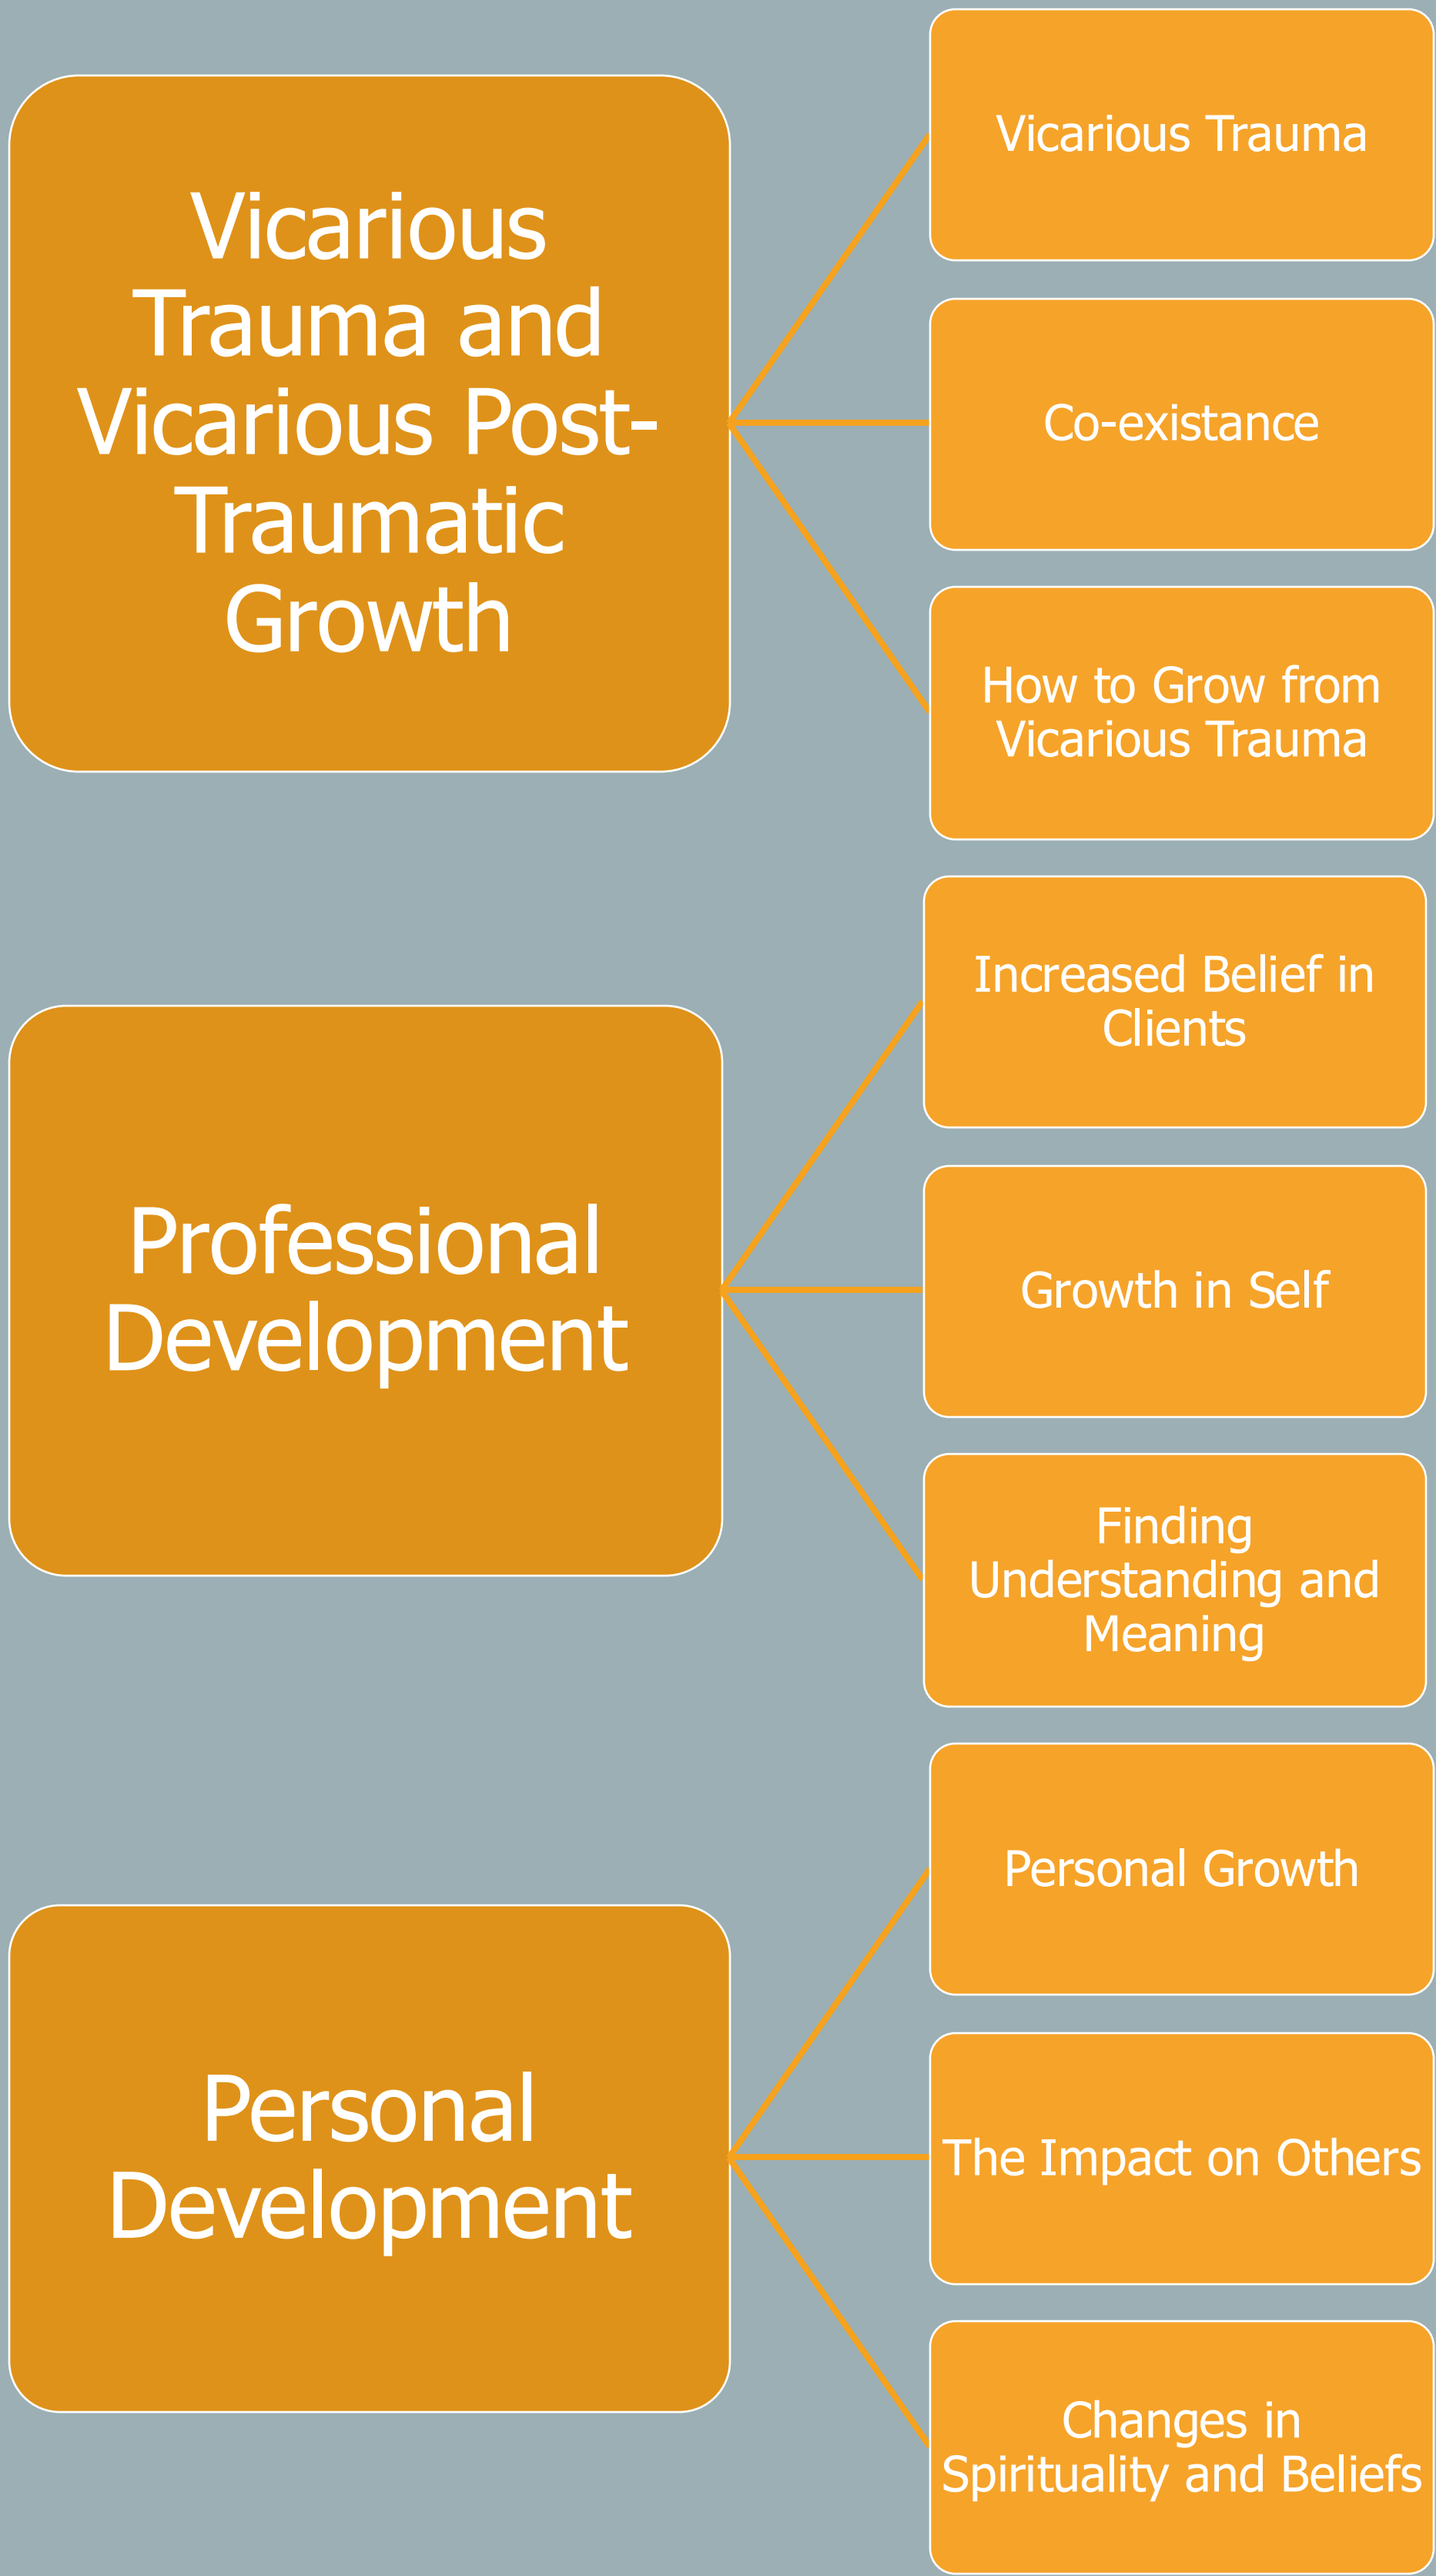 Vicarious
Trauma and
Vicarious Post-
Traumatic
Growth
Vicarious Trauma
Co-existance
How to Grow from
Vicarious Trauma
Professional
Development
Increased Belief in
Clients
Growth in Self
Finding
Understanding and
Meaning
Personal
Development
Personal Growth
The Impact on Others
Changes in
Spirituality and Beliefs